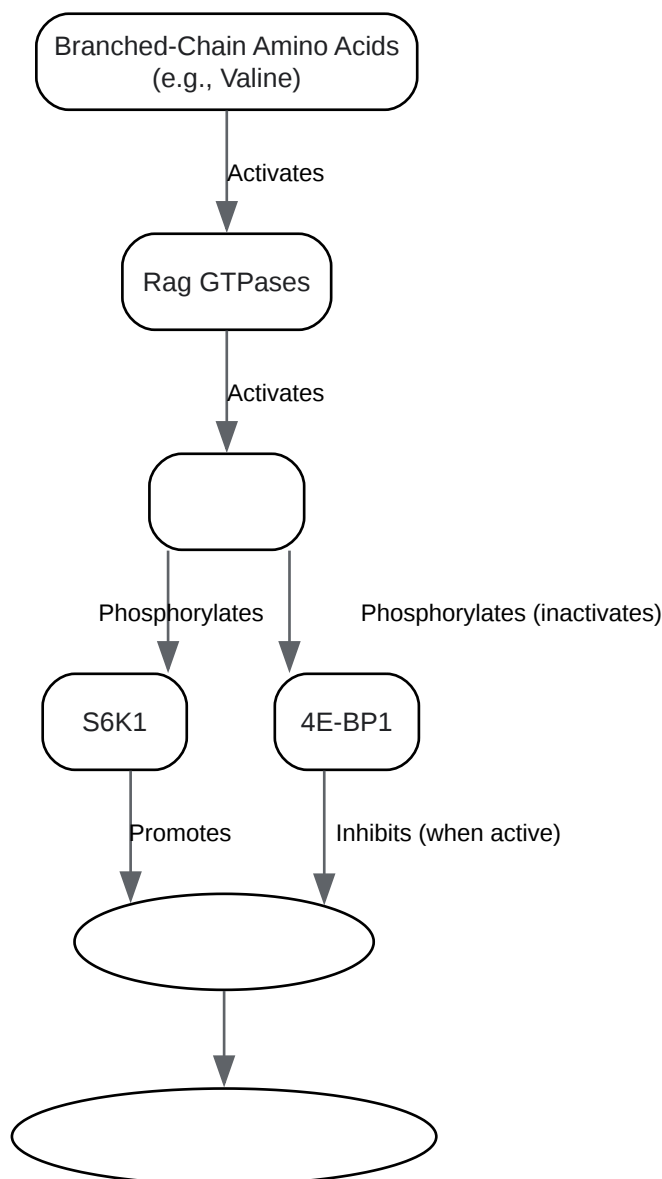 Branched-Chain Amino Acids
(e.g., Valine)
Activates
Rag GTPases
Activates
Phosphorylates
Phosphorylates (inactivates)
S6K1
4E-BP1
Promotes
Inhibits (when active)